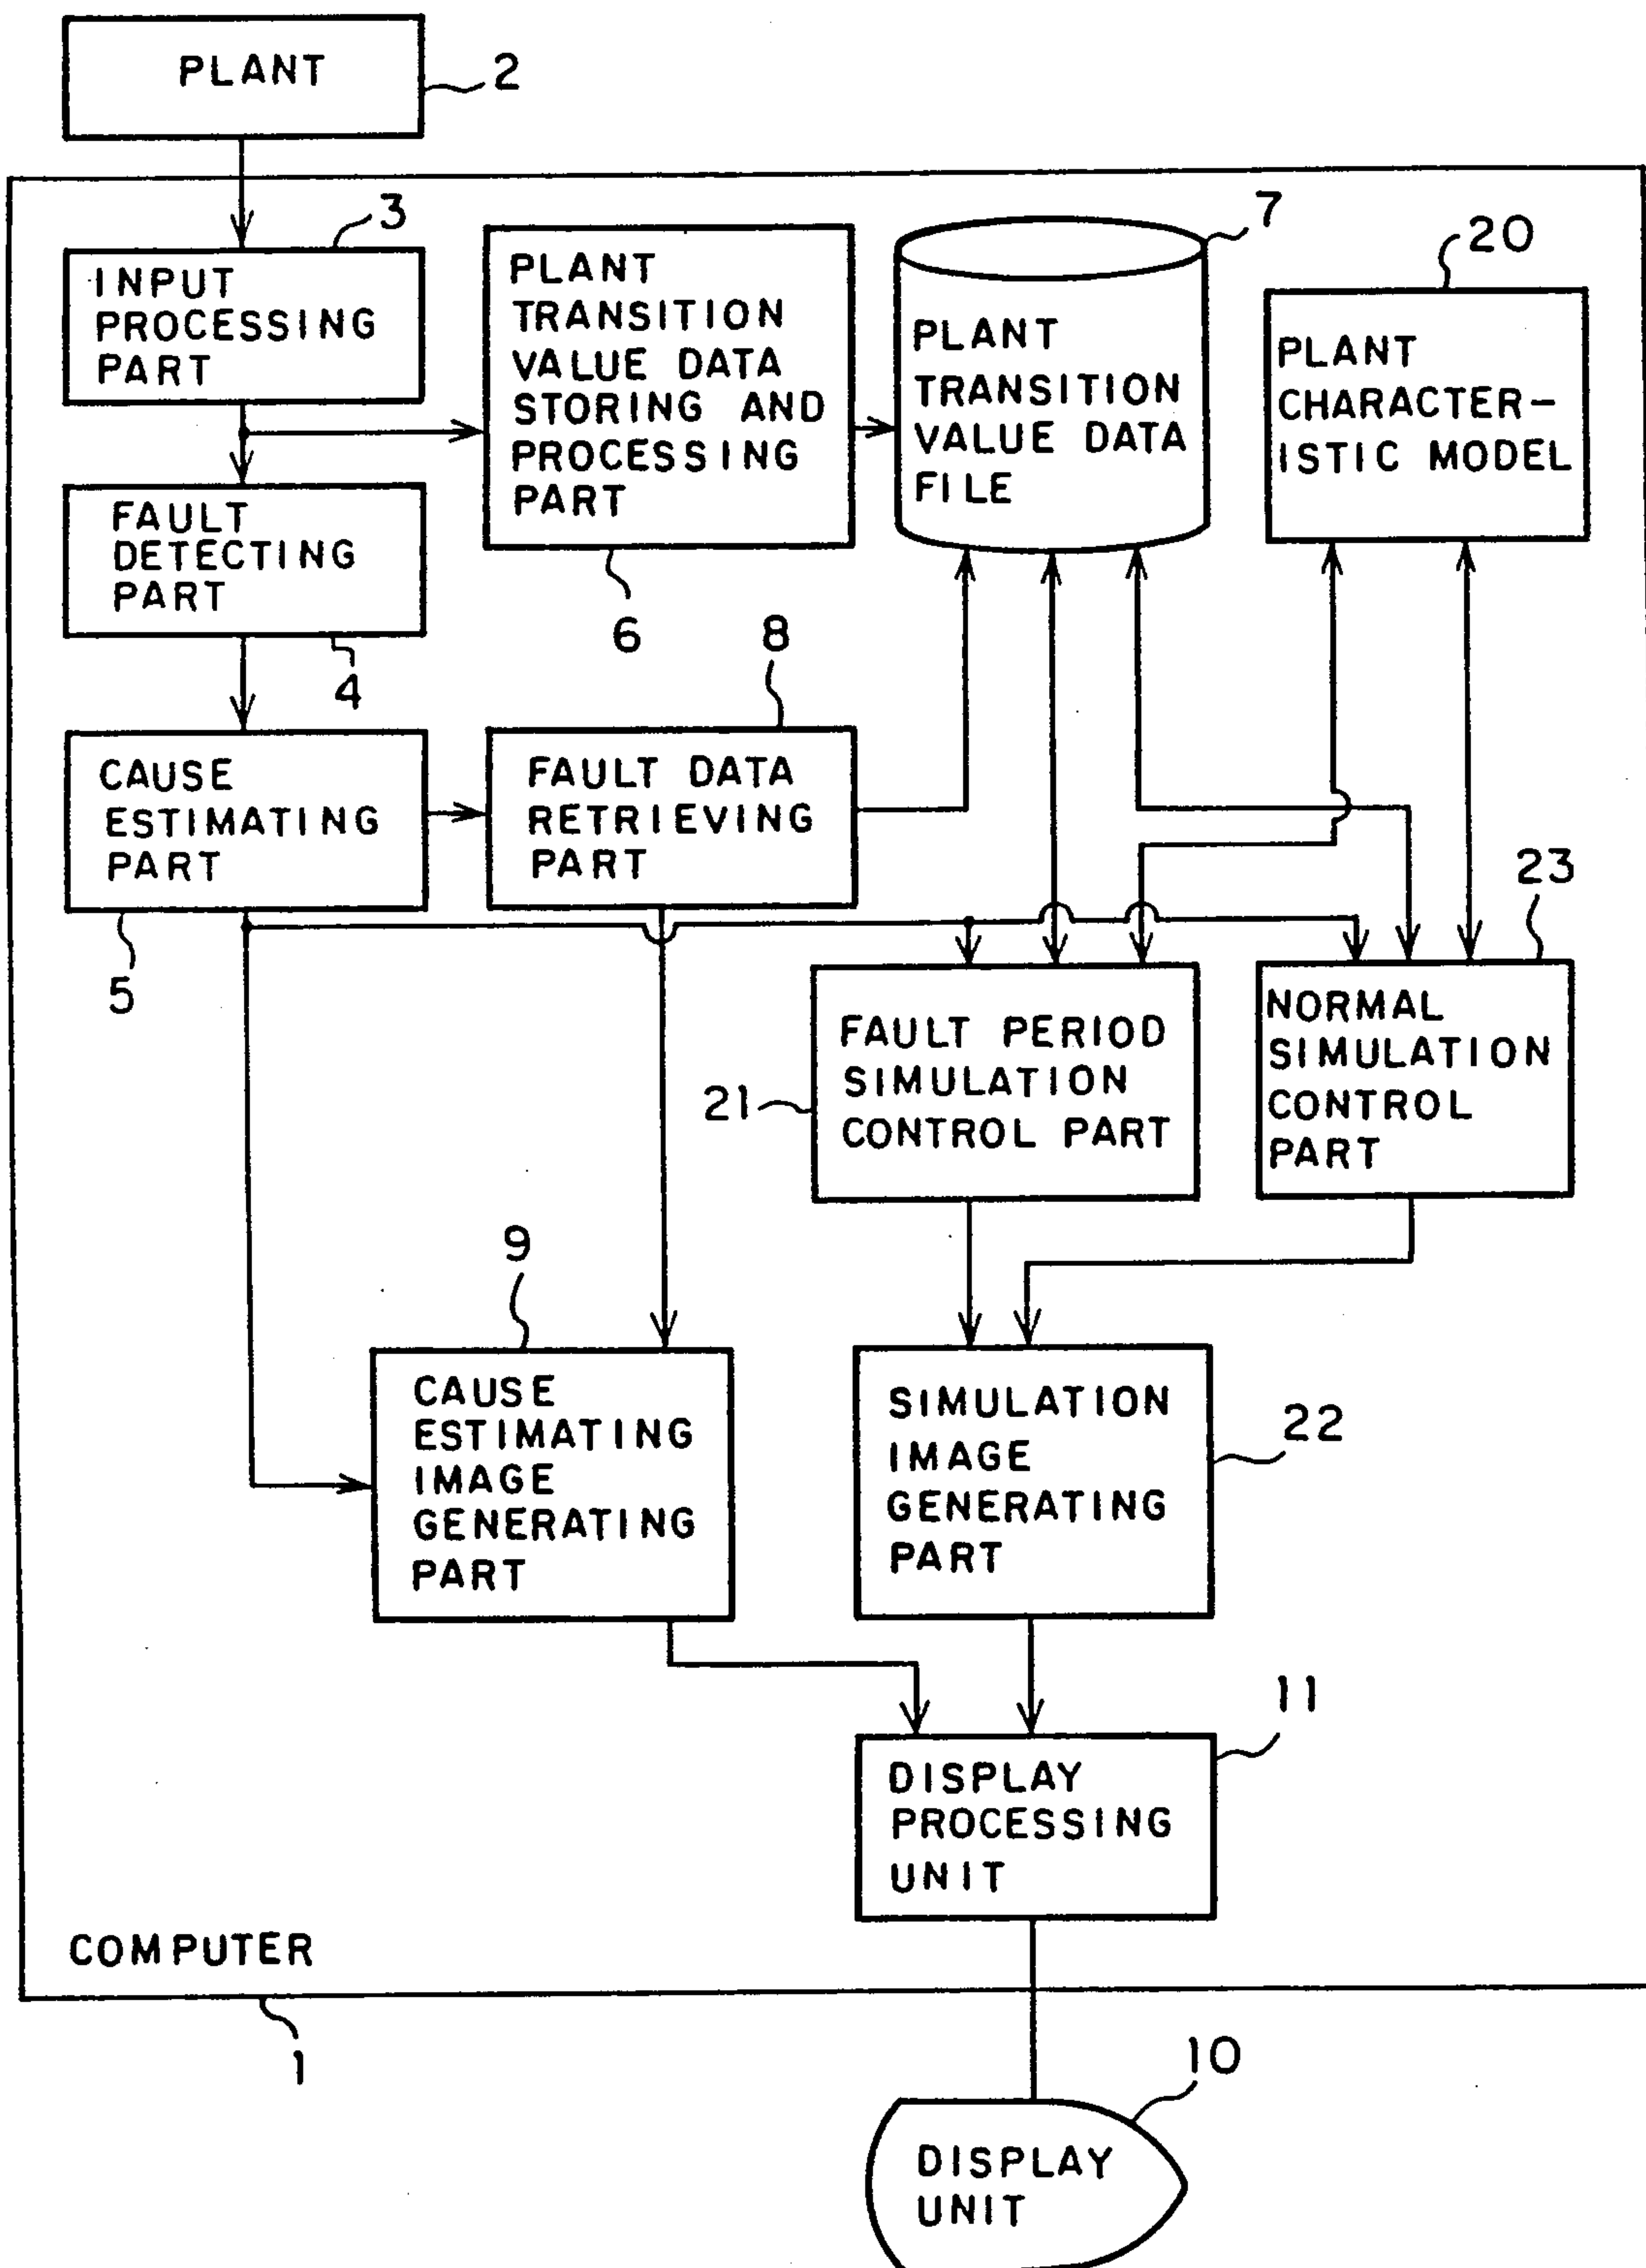 PLANT
2
3
INPUT
PROCESSING
PART
PLANT
TRANSITION
VALUE DATA
STORING AND
PROCESSING
PART
6
7
PLANT
TRANSITION
VALUE DATA
FILE
20
PLANT
CHARACTER-
ISTIC MODEL
FAULT
DETECTING
PART
4
CAUSE
ESTIMATING
PART
5
8
FAULT DATA
RETRIEVING
PART
21
FAULT PERIOD
SIMULATION
CONTROL PART
23
NORMAL
SIMULATION
CONTROL
PART
9
CAUSE
ESTIMATING
IMAGE
GENERATING
PART
SIMULATION
IMAGE
GENERATING
PART
22
11
DISPLAY
PROCESSING
UNIT
COMPUTER
1
10
DISPLAY
UNIT